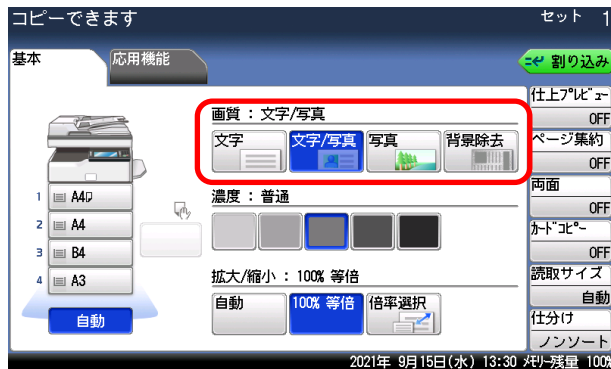 コピーできます
セット 1
基本
応用機能
割り込み
画質：文字/写真
文字
文字/写真
写真
背景除去
1 A4
2 A4
3 B4
4 A3
自動
濃度：普通
拡大/縮小：100% 等倍
自動
100% 等倍
倍率選択
仕上プレビュー
OFF
ページ集約
OFF
両面
OFF
カードコピー
OFF
読取サイズ
自動
仕分け
ノンソート
2021年 9月15日(水) 13:30 メモリー残量 100%